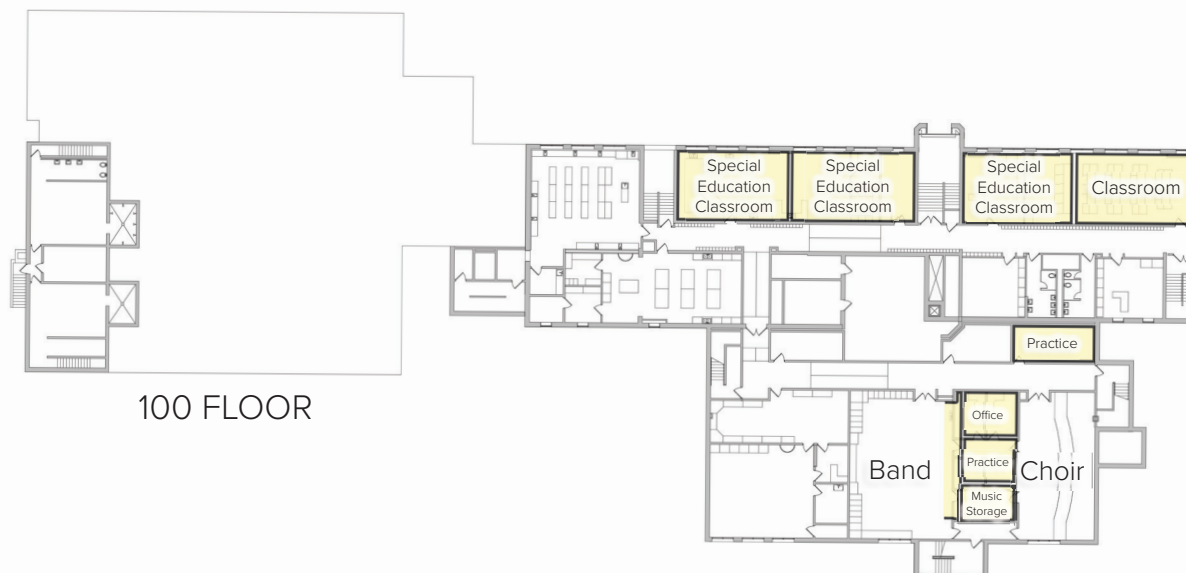 Special
Education
Classroom
Special
Education
Classroom
Special
Education
Classroom
Classroom
Practice
100 FLOOR
Office
Band
Practice
Choir
Music
Storage